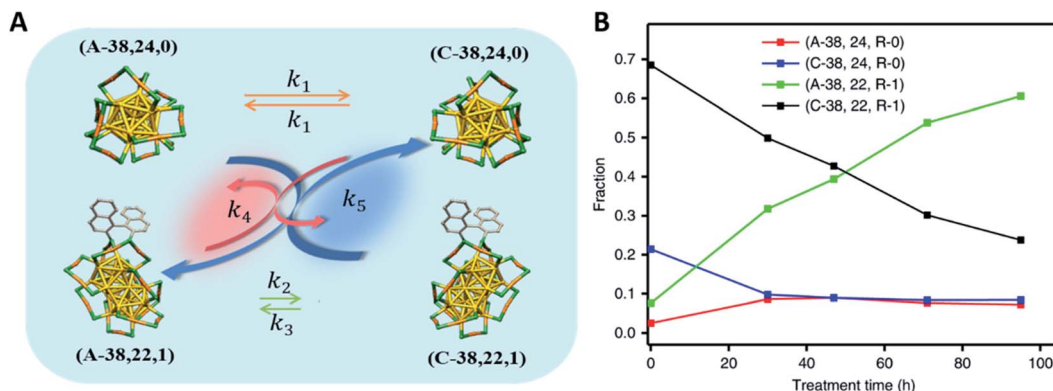 A
(A-38,24,0)
(C-38,24,0)
k₁
k₁
k₄
k₅
k₂
k₃
(A-38,22,1)
(C-38,22,1)
B
(A-38, 24, R-0)
(C-38, 24, R-0)
(A-38, 22, R-1)
(C-38, 22, R-1)
0.7
0.6
0.5
0.4
0.3
0.2
0.1
0.0
Fraction
0 20 40 60 80 100
Treatment time (h)